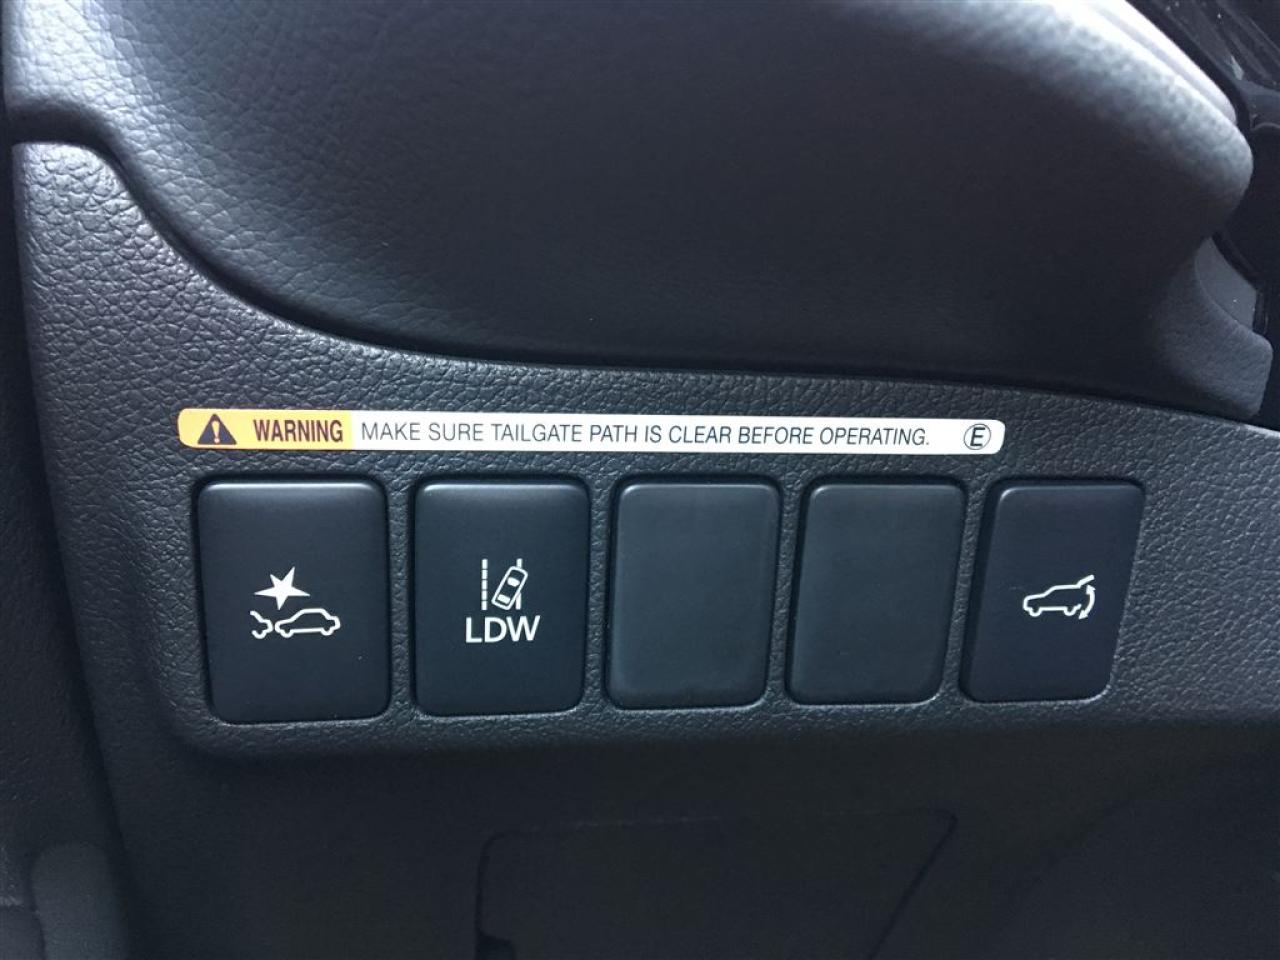 WARNING MAKE SURE TAILGATE PATH IS CLEAR BEFORE OPERATING. E
LDW